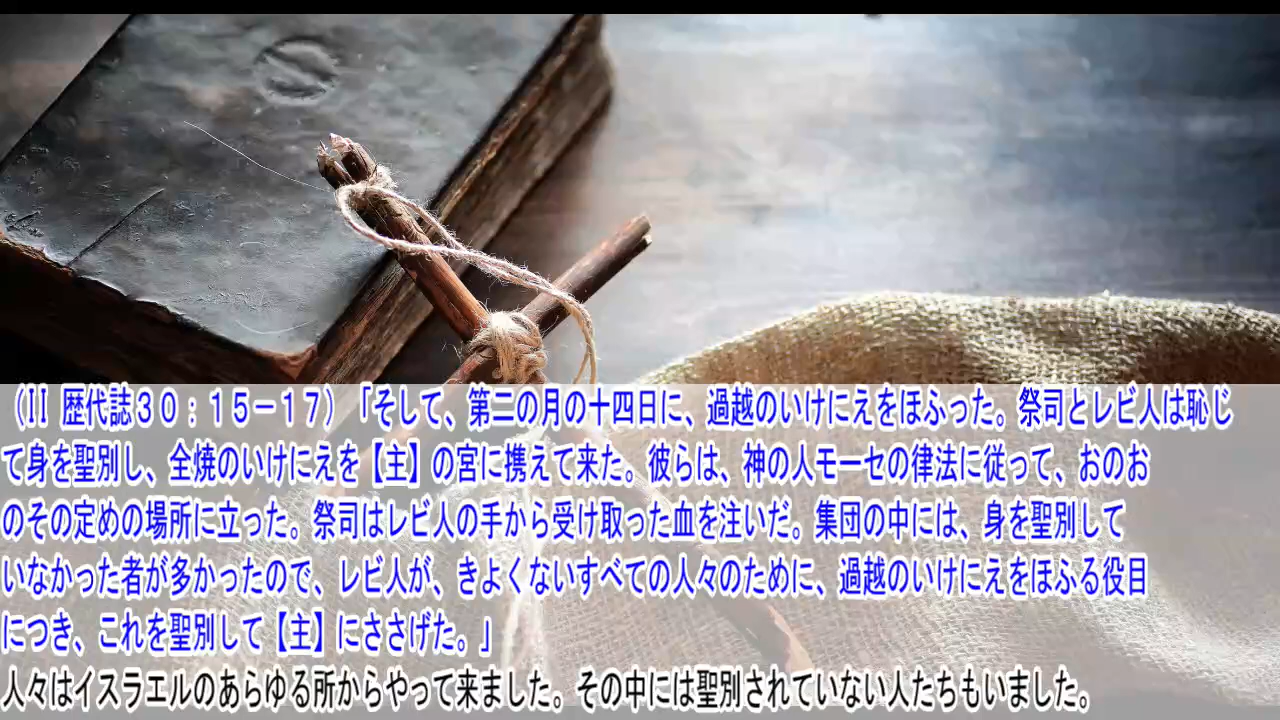 （II 歴代誌３０：１５－１７）「そして、第二の月の十四日に、過越のいけにえをほふった。祭司とレビ人は恥じ
て身を聖別し、全焼のいけにえを【主】の宮に携えて来た。彼らは、神の人モーセの律法に従って、おのお
のその定めの場所に立った。祭司はレビ人の手から受け取った血を注いだ。集団の中には、身を聖別して
いなかった者が多かったので、レビ人が、きよくないすべての人々のために、過越のいけにえをほふる役目
につき、これを聖別して【主】にささげた。」
人々はイスラエルのあらゆる所からやって来ました。その中には聖別されていない人たちもいました。